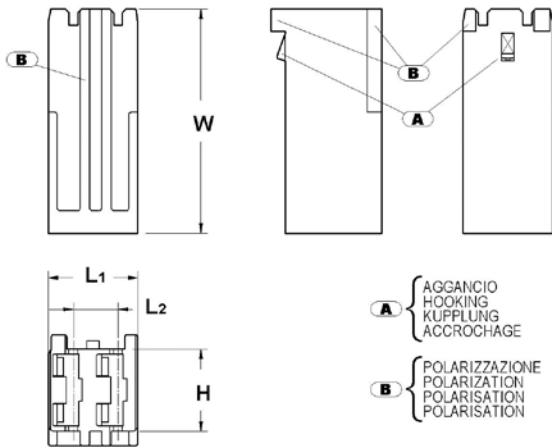 B
W
B
A
L1
L2
H
A
AGGANCIO
HOOKING
KUPPLUNG
ACCROCHAGE
B
POLARIZZAZIONE
POLARIZATION
POLARISATION
POLARISATION